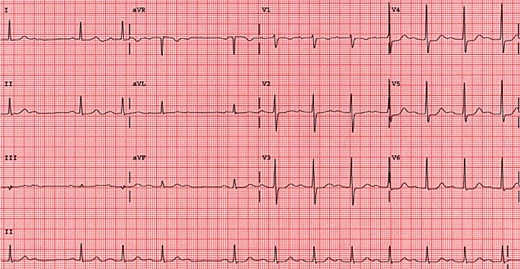 I aVR V1 V4
II aVL V2 V5
III aVF V3 V6
II